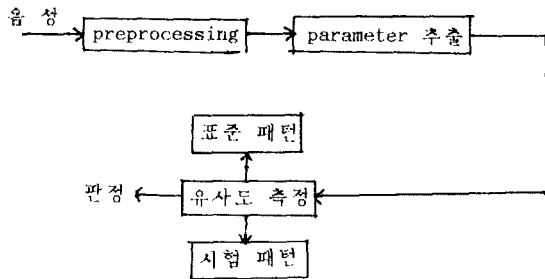 음 성
preprocessing
parameter 추출
표준 패턴
판정
유사도 측정
시험 패턴